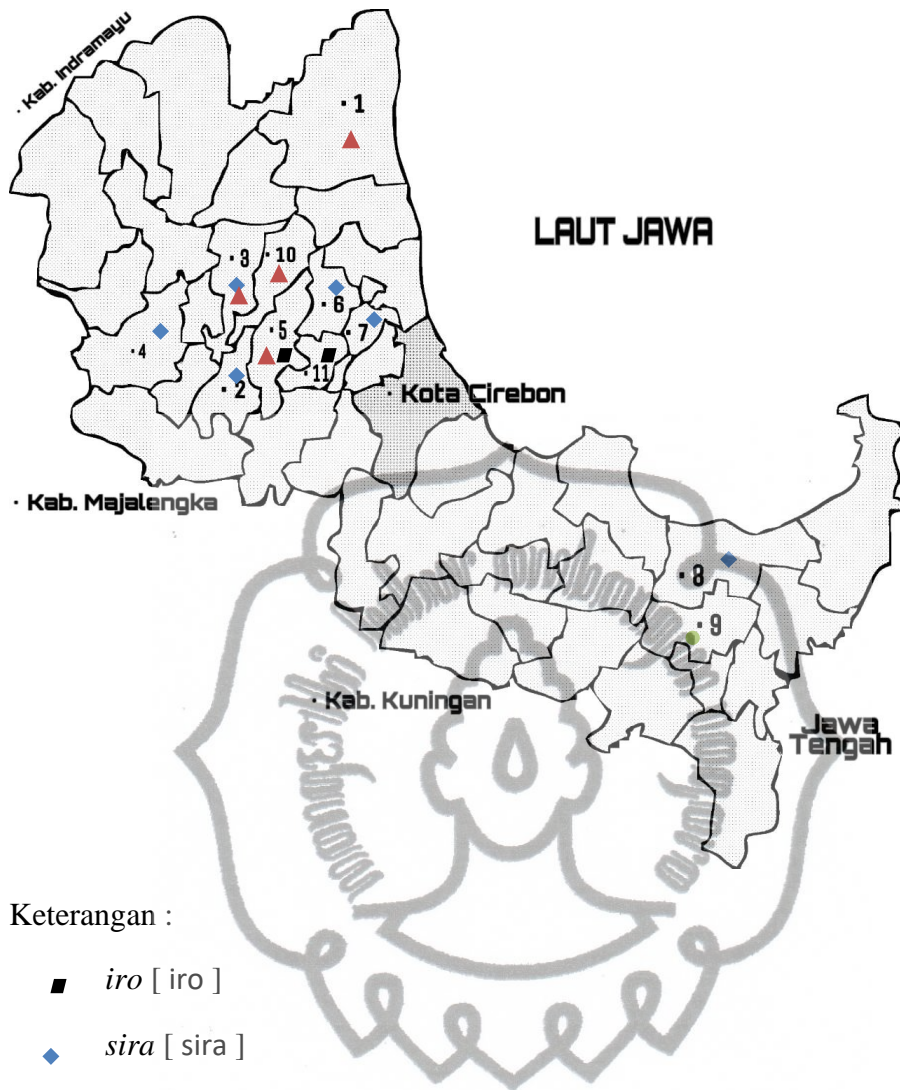 · Kab. Indramayu
· 1
LAUT JAWA
· 3
· 10
· 6
· 5
· 7
· 4
· 11
· 2
· Kota Cirebon
· Kab. Majalengka
· 8
· 9
· Kab. Kuningan
Jawa
Tengah
Keterangan :
iro [ iro ]
sira [ sira ]